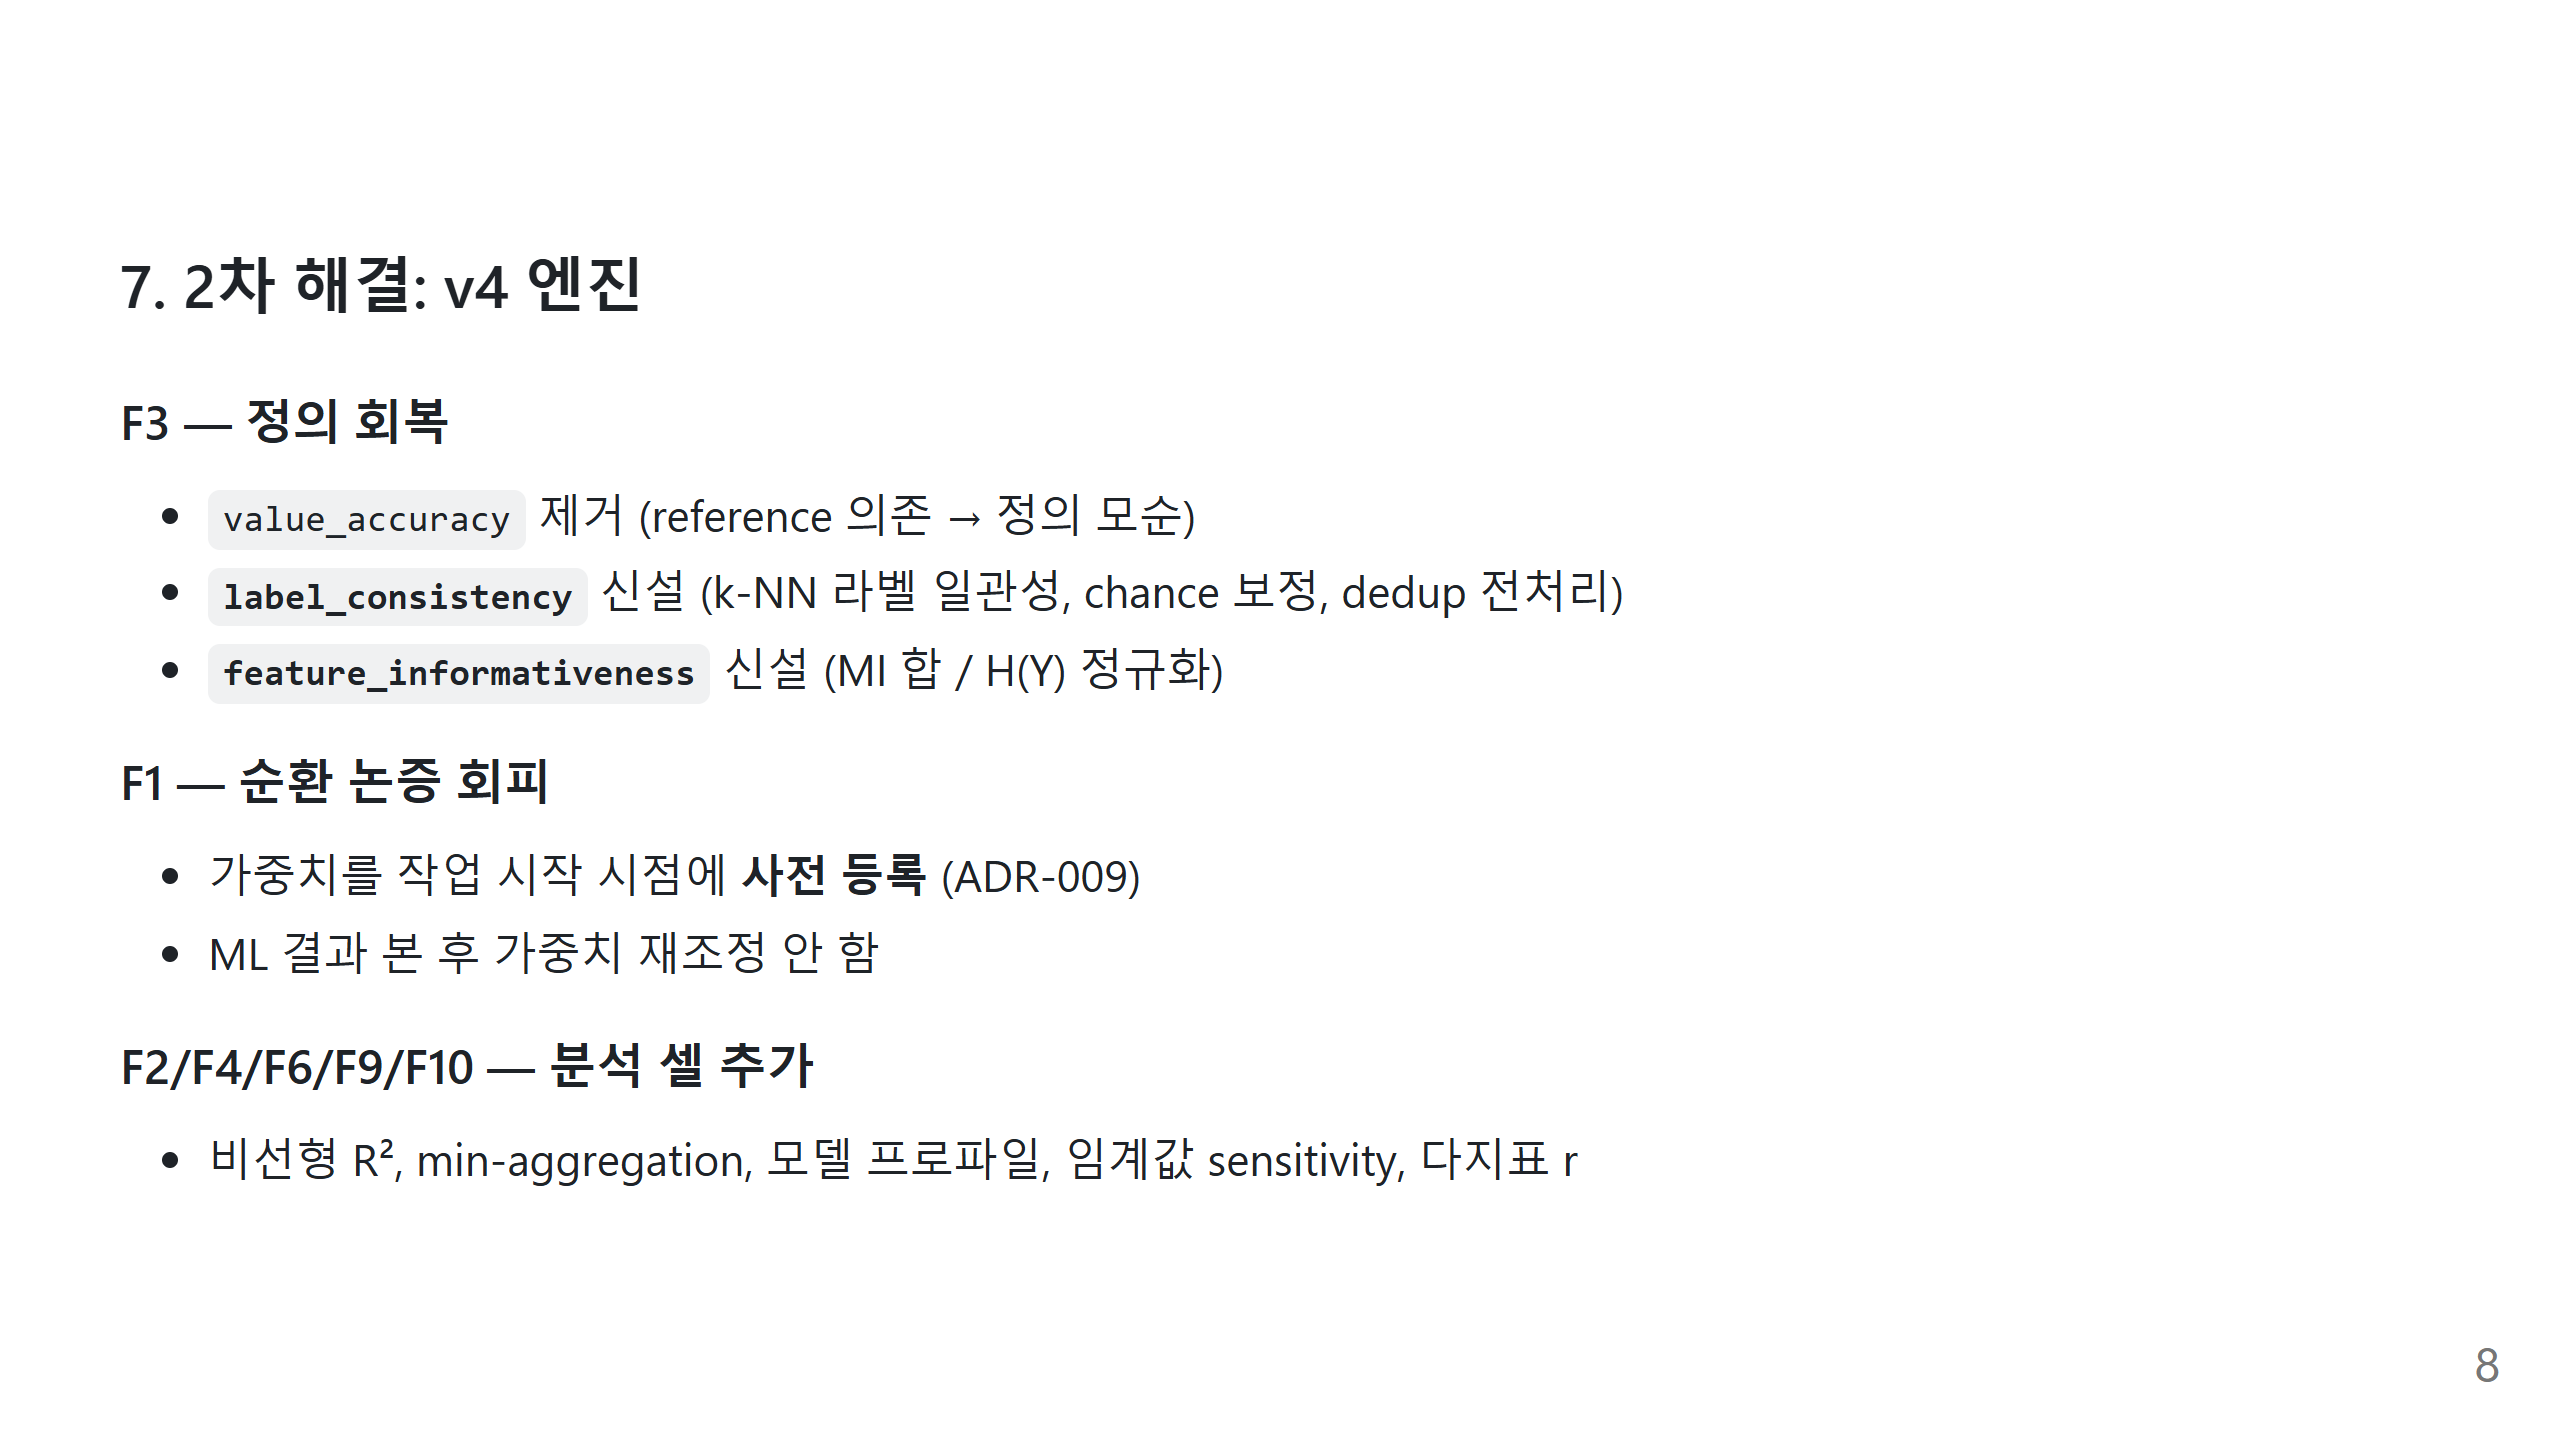 7. 2차 해결: v4 엔진
F3 — 정의 회복
• value_accuracy 제거 (reference 의존 → 정의 모순)
• label_consistency 신설 (k-NN 라벨 일관성, chance 보정, dedup 전처리)
• feature_informativeness 신설 (MI 합 / H(Y) 정규화)
F1 — 순환 논증 회피
• 가중치를 작업 시작 시점에 사전 등록 (ADR-009)
• ML 결과 본 후 가중치 재조정 안 함
F2/F4/F6/F9/F10 — 분석 셀 추가
• 비선형 R², min-aggregation, 모델 프로파일, 임계값 sensitivity, 다지표 r
8